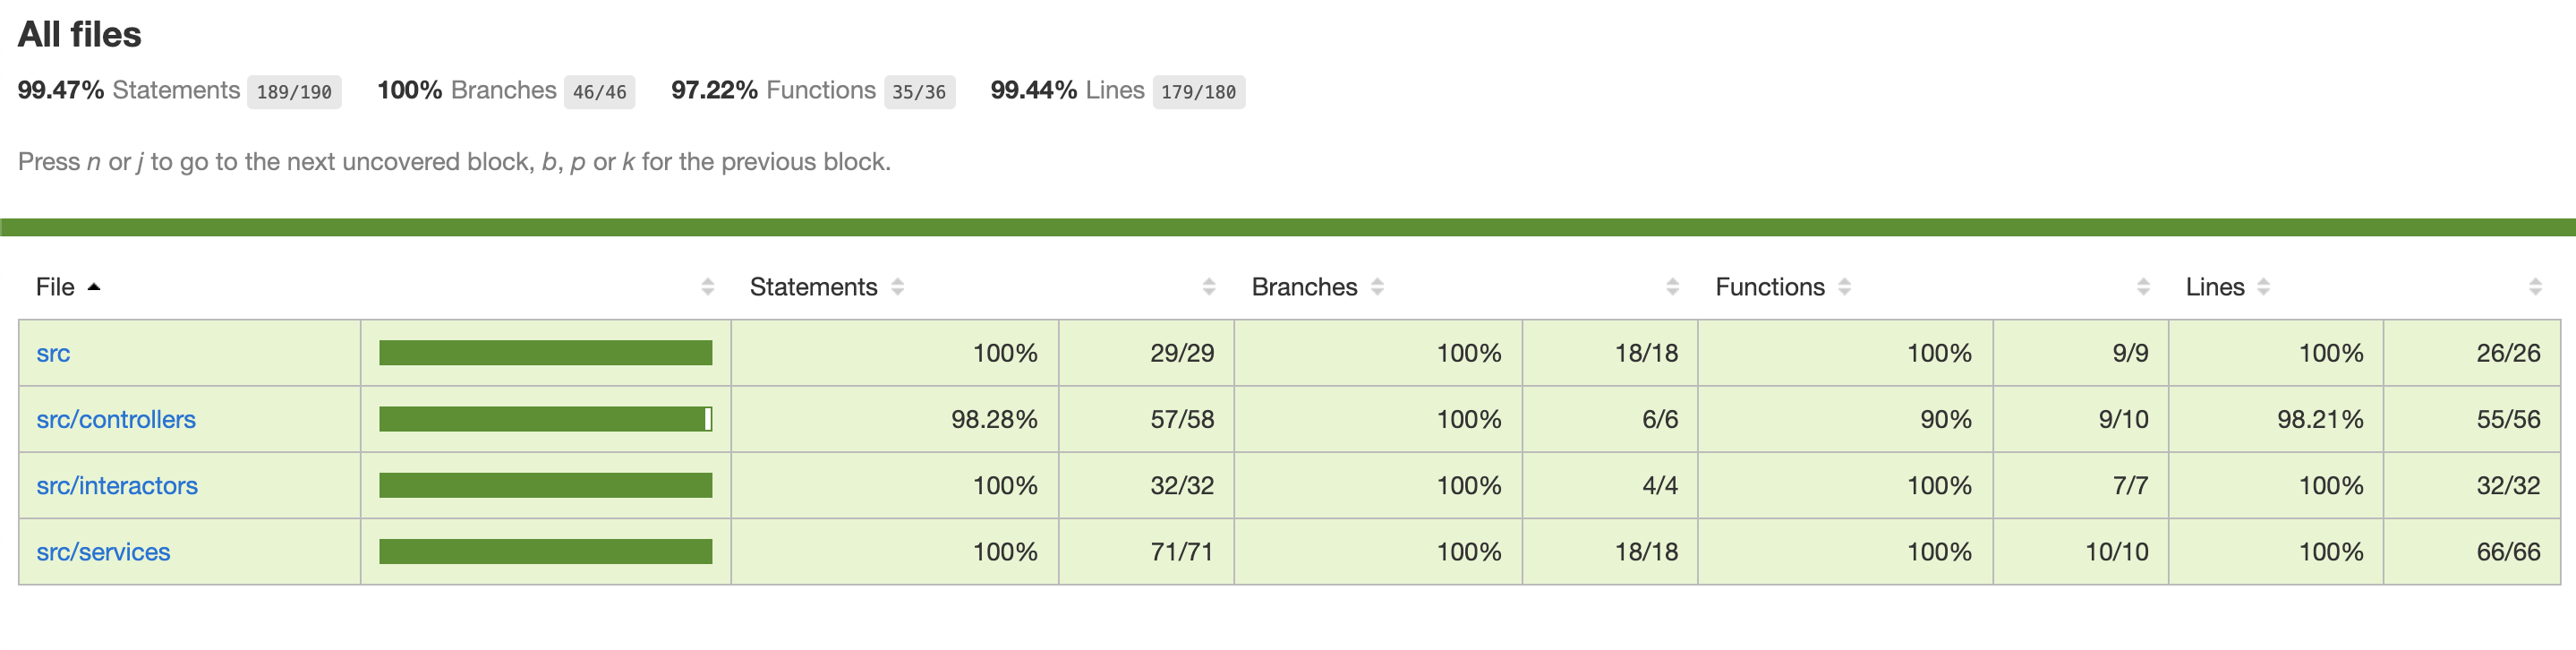 All files
99.47% Statements 189/190 100% Branches 46/46 97.22% Functions 35/36 99.44% Lines 179/180
Press n or j to go to the next uncovered block, b, p or k for the previous block.
File Statements Branches Functions Lines
src 100% 29/29 100% 18/18 100% 9/9 100% 26/26
src/controllers 98.28% 57/58 100% 6/6 90% 9/10 98.21% 55/56
src/interactors 100% 32/32 100% 4/4 100% 7/7 100% 32/32
src/services 100% 71/71 100% 18/18 100% 10/10 100% 66/66